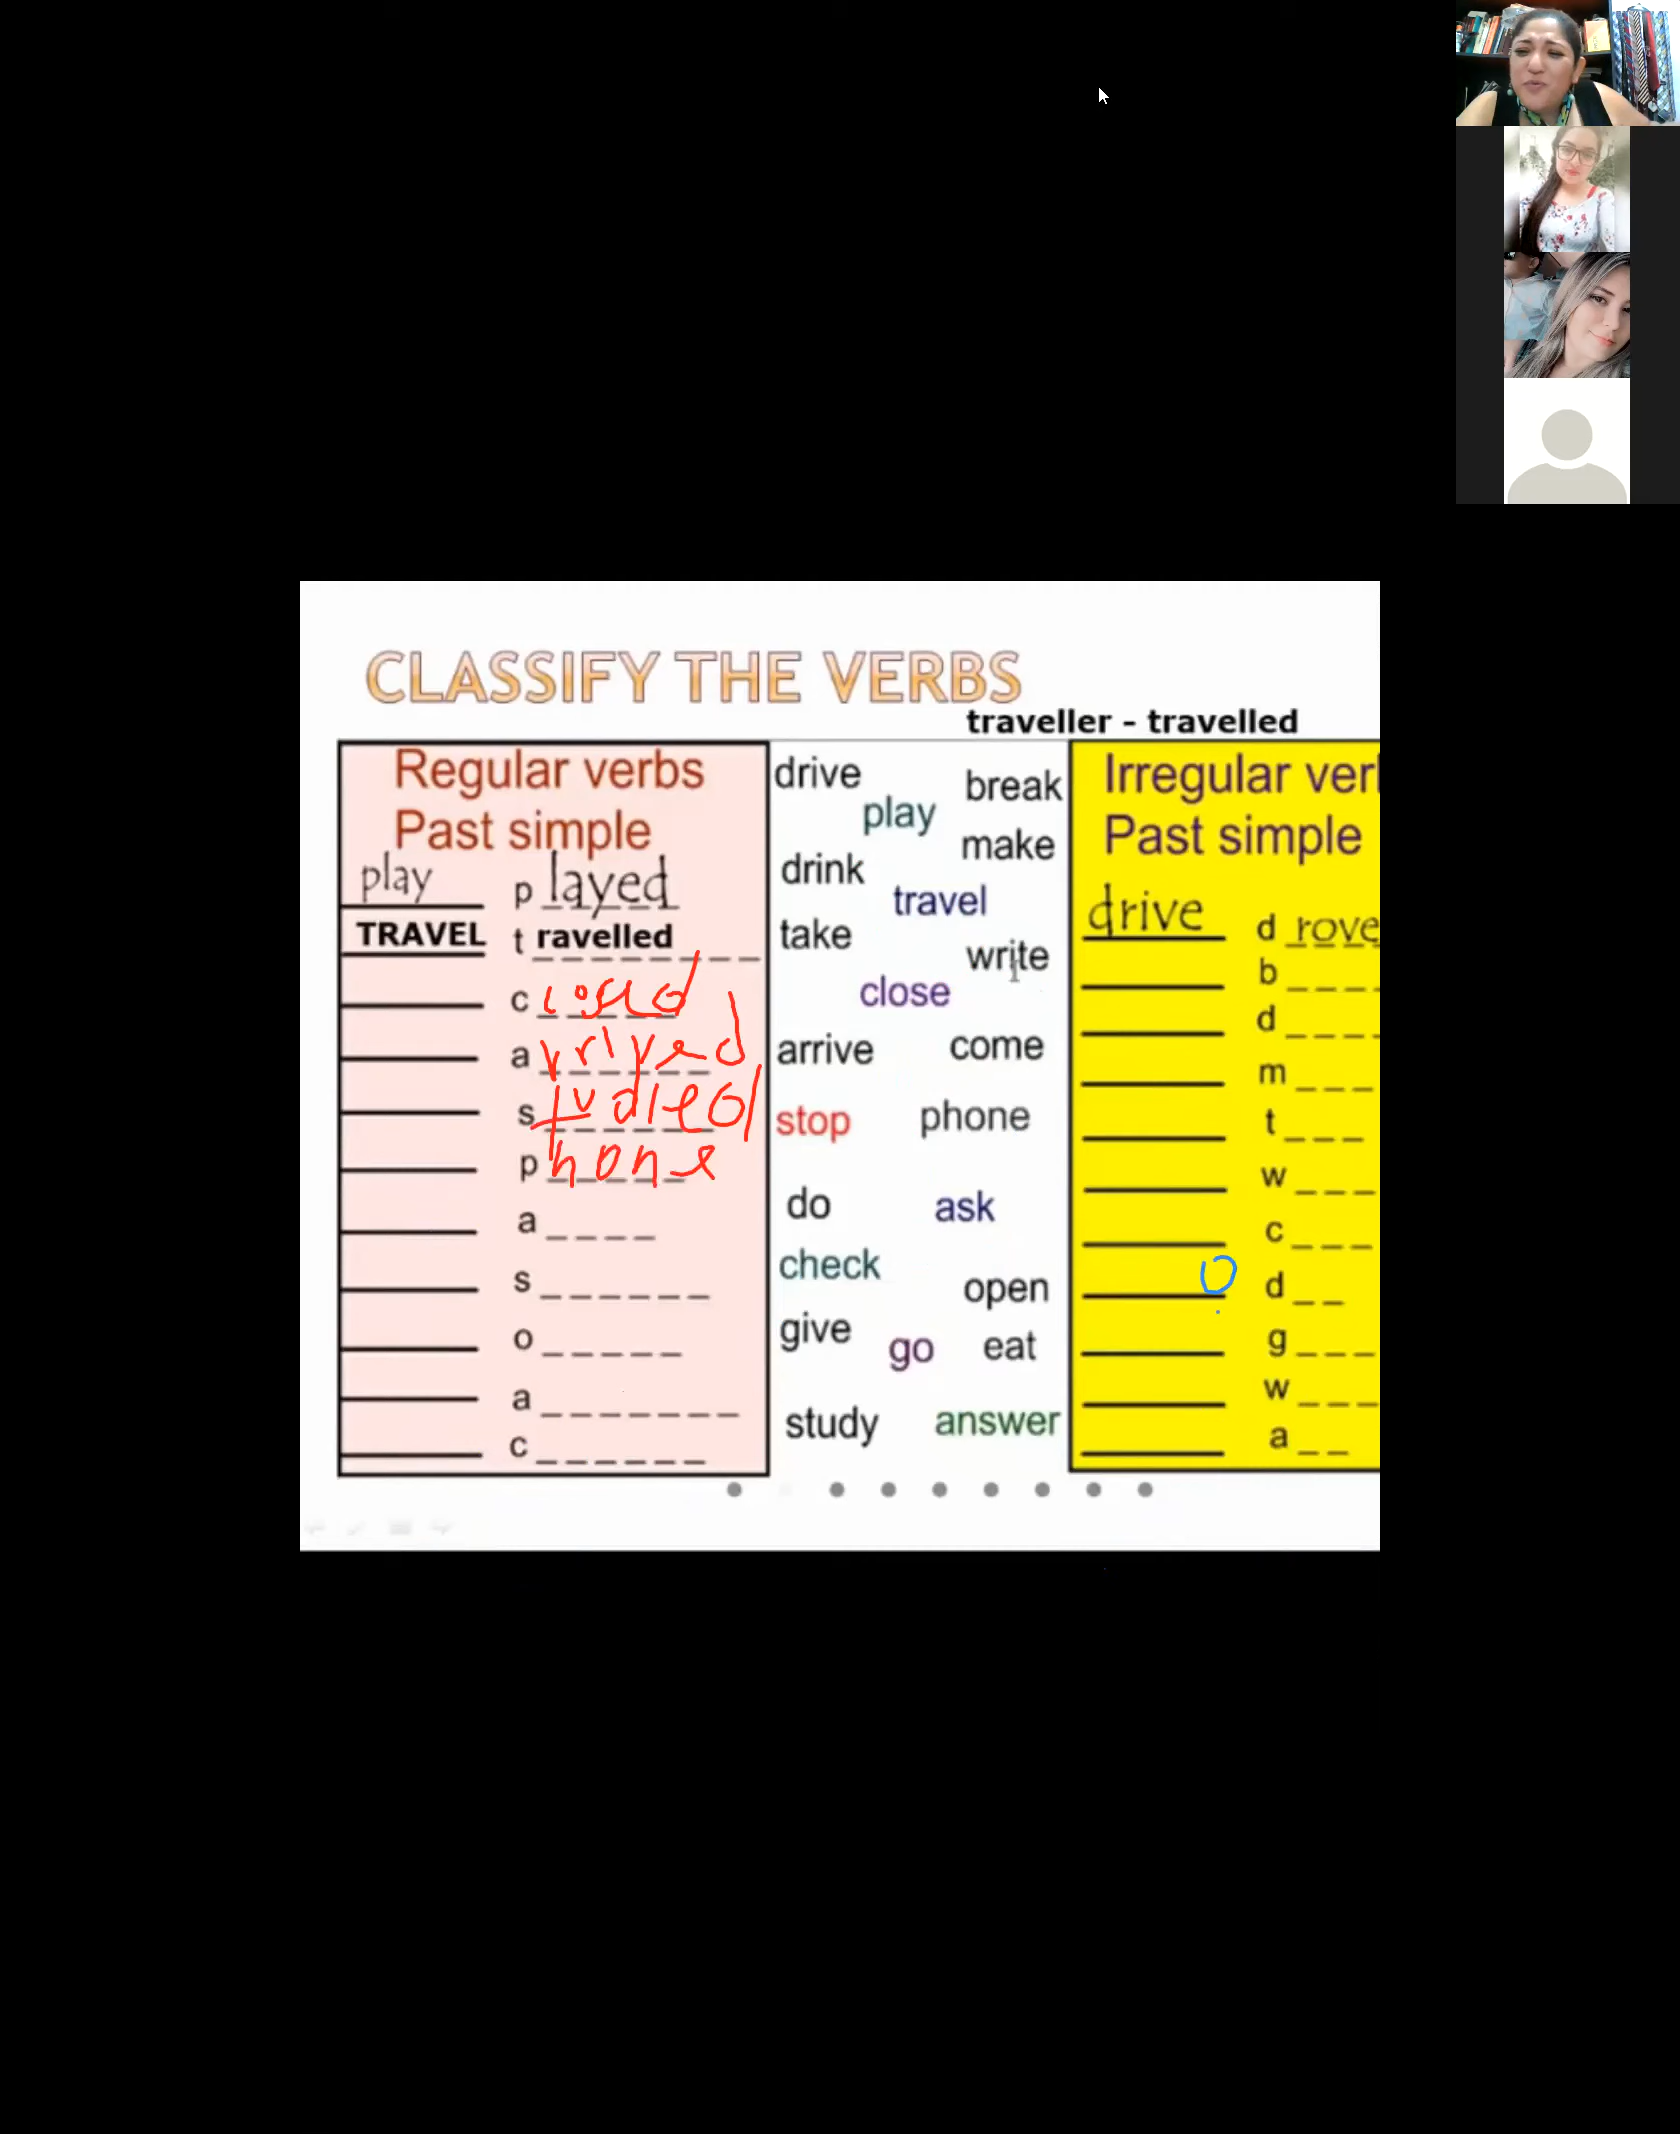 CLASSIFY THE VERBS
traveller - travelled
Regular verbs
Past simple
play p layed
TRAVEL t ravelled
c
a
s
p hone
a
s
o
a
c
drive
break
play
make
drink
travel
take
write
close
arrive
come
stop
phone
do
ask
check
open
give
go
eat
study
answer
Irregular ver
Past simple
drive d rove
b
d
m
t
w
c
d
g
w
a